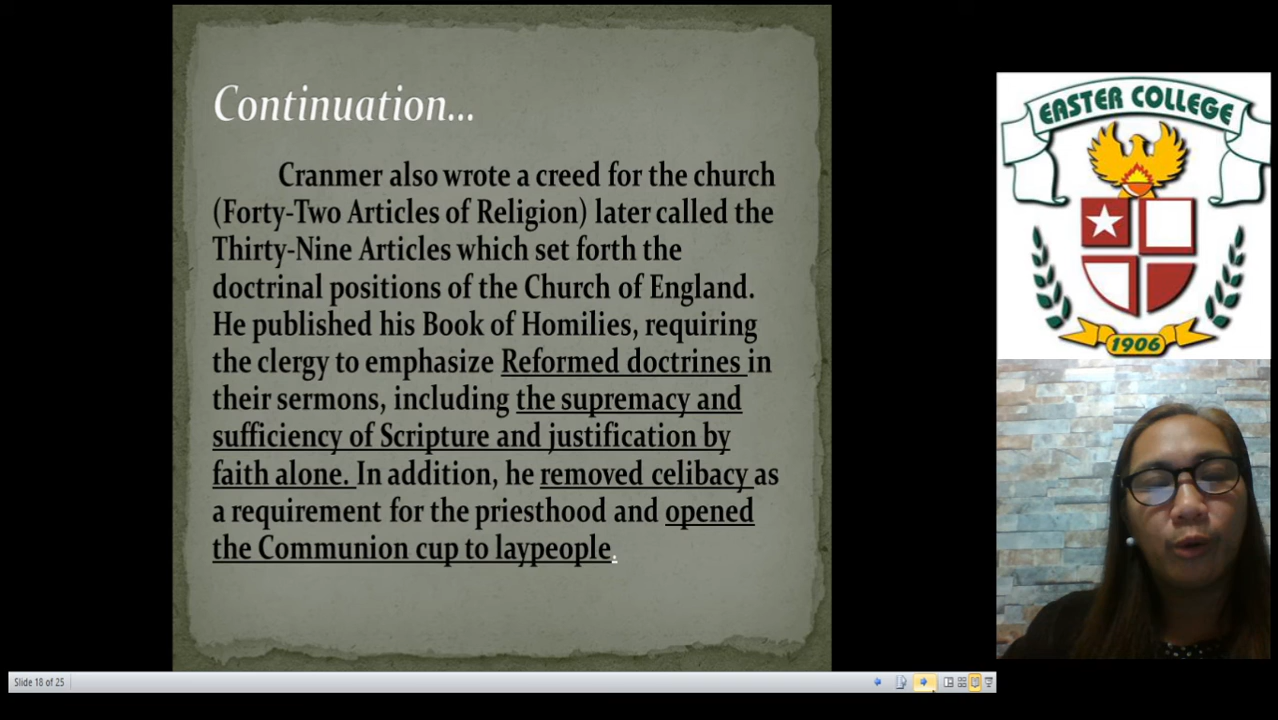 Continuation...
Cranmer also wrote a creed for the church
(Forty-Two Articles of Religion) later called the
Thirty-Nine Articles which set forth the
doctrinal positions of the Church of England.
He published his Book of Homilies, requiring
the clergy to emphasize Reformed doctrines in
their sermons, including the supremacy and
sufficiency of Scripture and justification by
faith alone. In addition, he removed celibacy as
a requirement for the priesthood and opened
the Communion cup to laypeople.
EASTER COLLEGE
1906
Slide 18 of 25